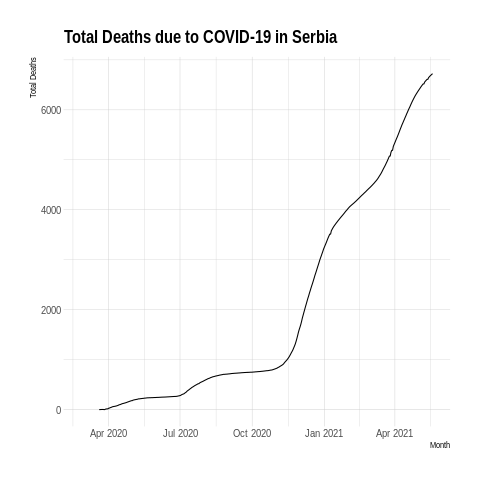 Total Deaths due to COVID-19 in Serbia
Total Deaths
6000
4000
2000
0
Apr 2020 Jul 2020 Oct 2020 Jan 2021 Apr 2021
Month